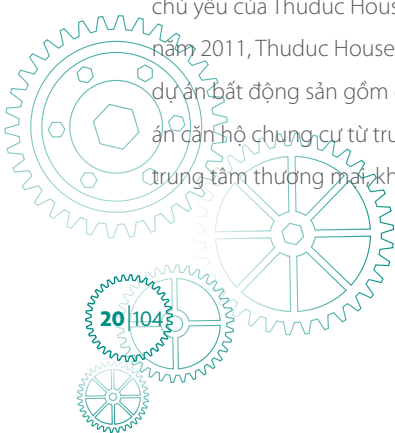 chủ yếu của Thuduc Hous
năm 2011, Thuduc House
dự án bất động sản gồm
án căn hộ chung cư từ tru
trung tâm thương mại, kh
20|104